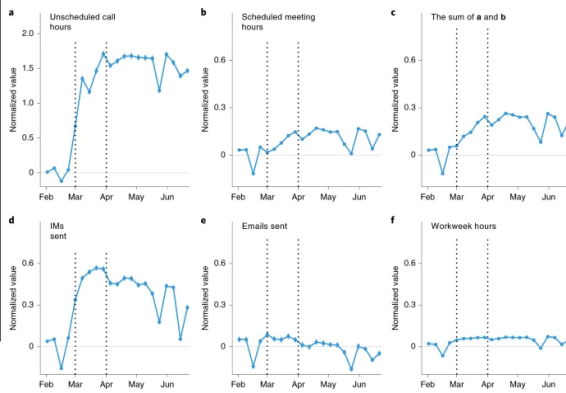 a
Unscheduled call
hours
2.0
1.5
1.0
0.5
0
Normalized value
Feb Mar Apr May Jun
b
Scheduled meeting
hours
0.6
0.3
0
Normalized value
Feb Mar Apr May Jun
c
The sum of a and b
0.6
0.3
0
Normalized value
Feb Mar Apr May Jun
d
IMs
sent
0.6
0.3
0
Normalized value
Feb Mar Apr May Jun
e
Emails sent
0.6
0.3
0
Normalized value
Feb Mar Apr May Jun
f
Workweek hours
0.6
0.3
0
Normalized value
Feb Mar Apr May Jun